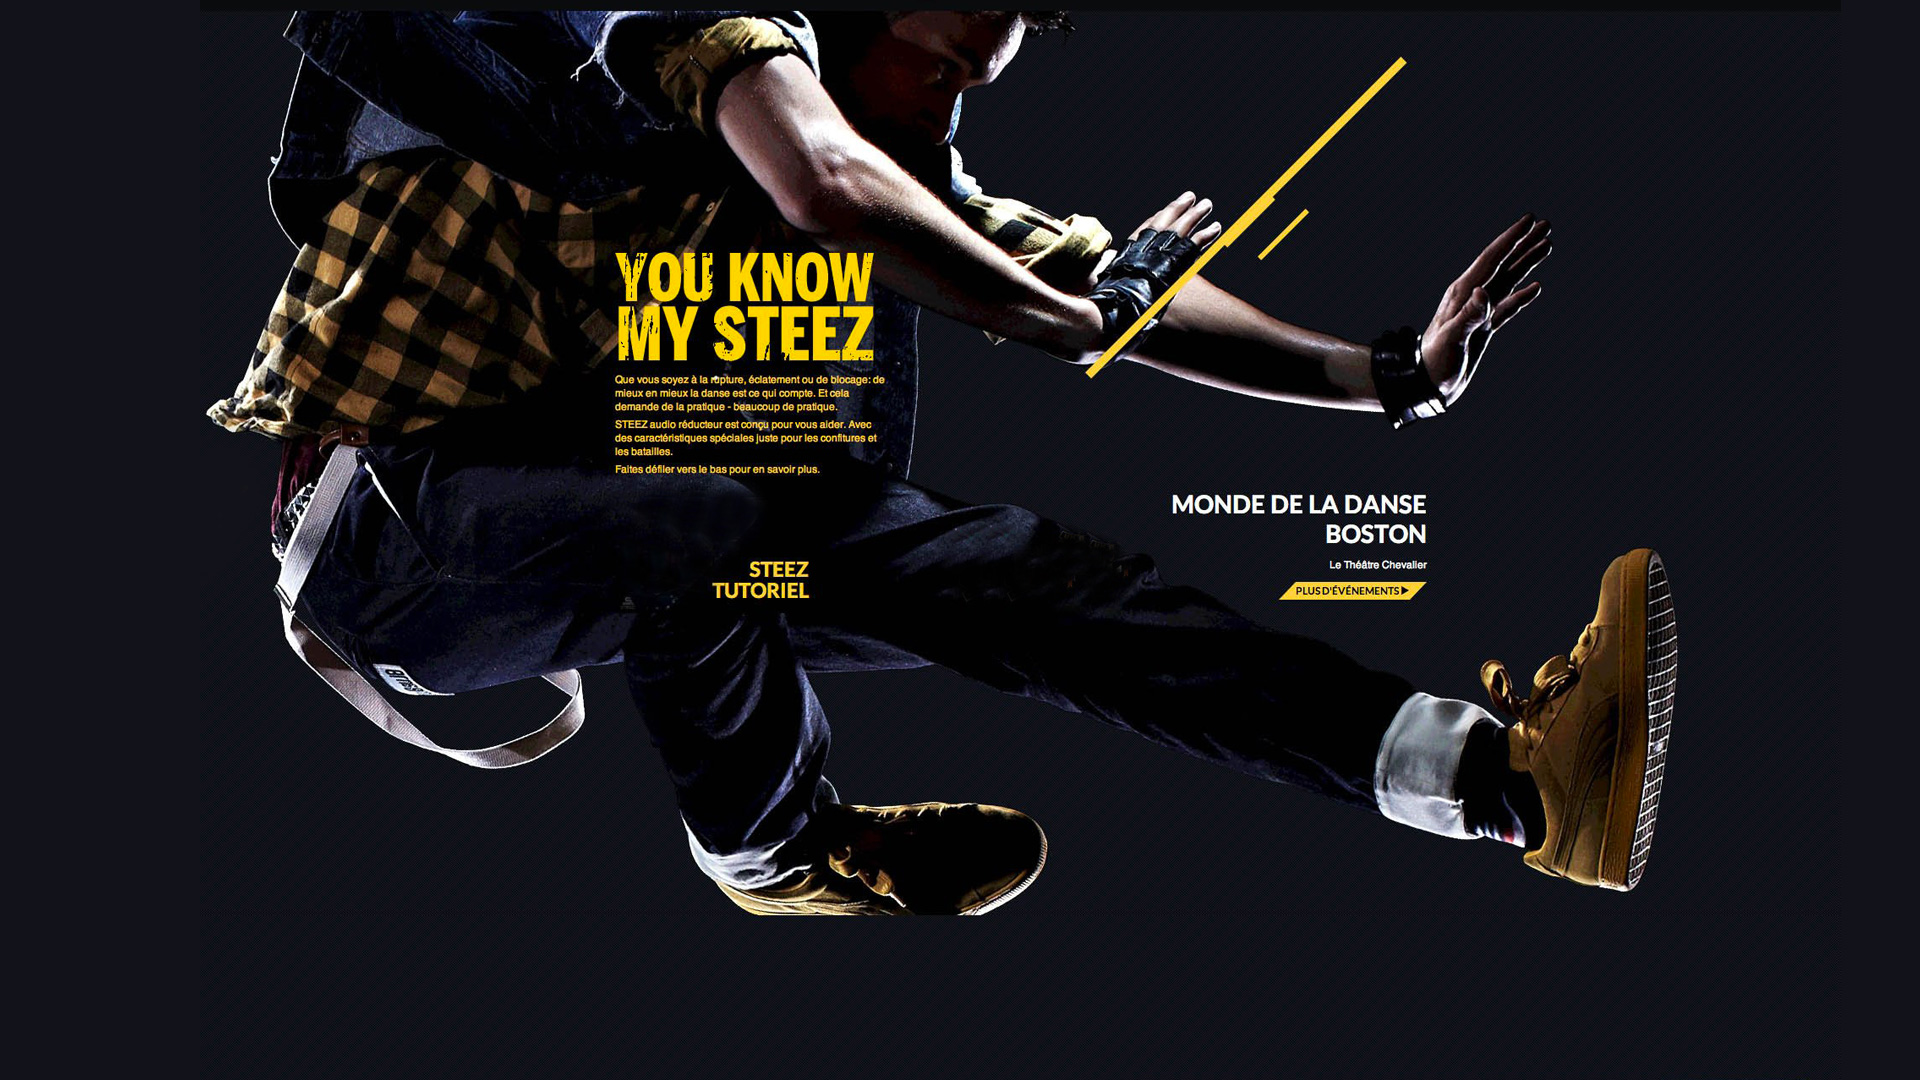 YOU KNOW
MY STEEZ
Que vous soyez à la rupture, éclatement ou de blocage: de
mieux en mieux la danse est ce qui compte. Et cela
demande de la pratique - beaucoup de pratique.
STEEZ audio réducteur est conçu pour vous aider. Avec
des caractéristiques spéciales juste pour les confitures et
les batailles.
Faites défiler vers le bas pour en savoir plus.
STEEZ
TUTORIEL
MONDE DE LA DANSE
BOSTON
Le Théâtre Chevalier
PLUS D'ÉVÉNEMENTS ▶